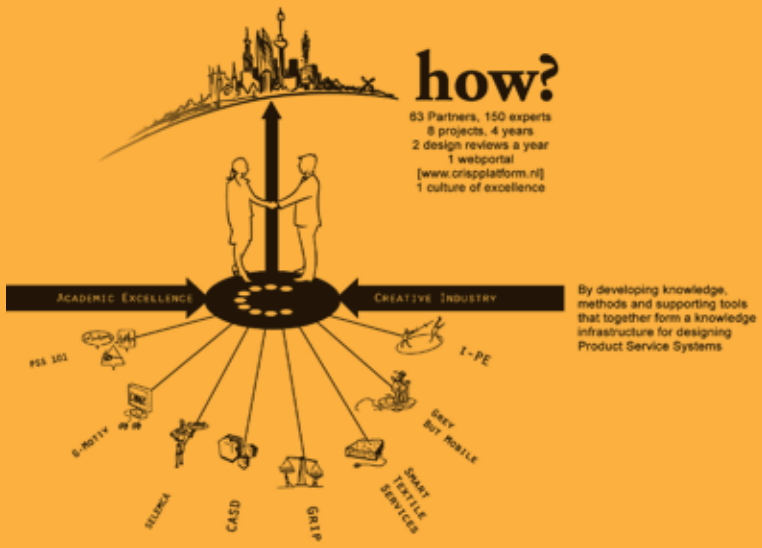 how?
63 Partners, 150 experts
8 projects, 4 years
2 design reviews a year
1 webportal
[www.crispplatform.nl]
1 culture of excellence
Academic Excellence
Creative Industry
By developing knowledge,
methods and supporting tools
that together form a knowledge
infrastructure for designing
Product Service Systems
PSS 101
G-Motiv
Selemca
CASD
GRIP
Smart
Textile
Services
Grey
But Mobile
I-PE